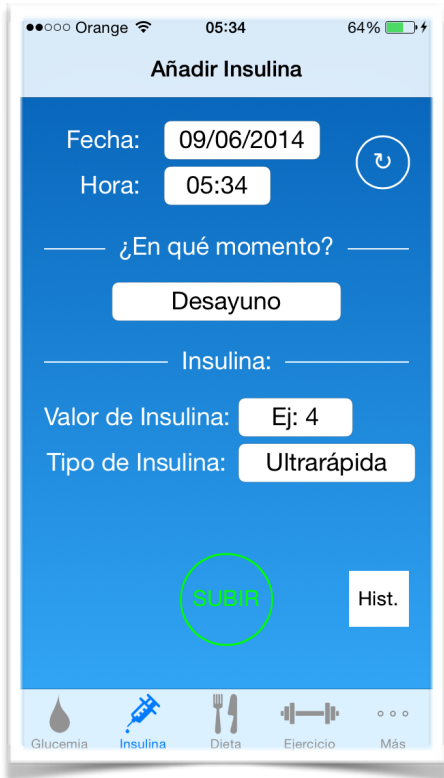 Orange 05:34 64%
Añadir Insulina
Fecha: 09/06/2014
Hora: 05:34
¿En qué momento?
Desayuno
Insulina:
Valor de Insulina: Ej: 4
Tipo de Insulina: Ultrarápida
SUBIR
Hist.
Glucemia Insulina Dieta Ejercicio Más